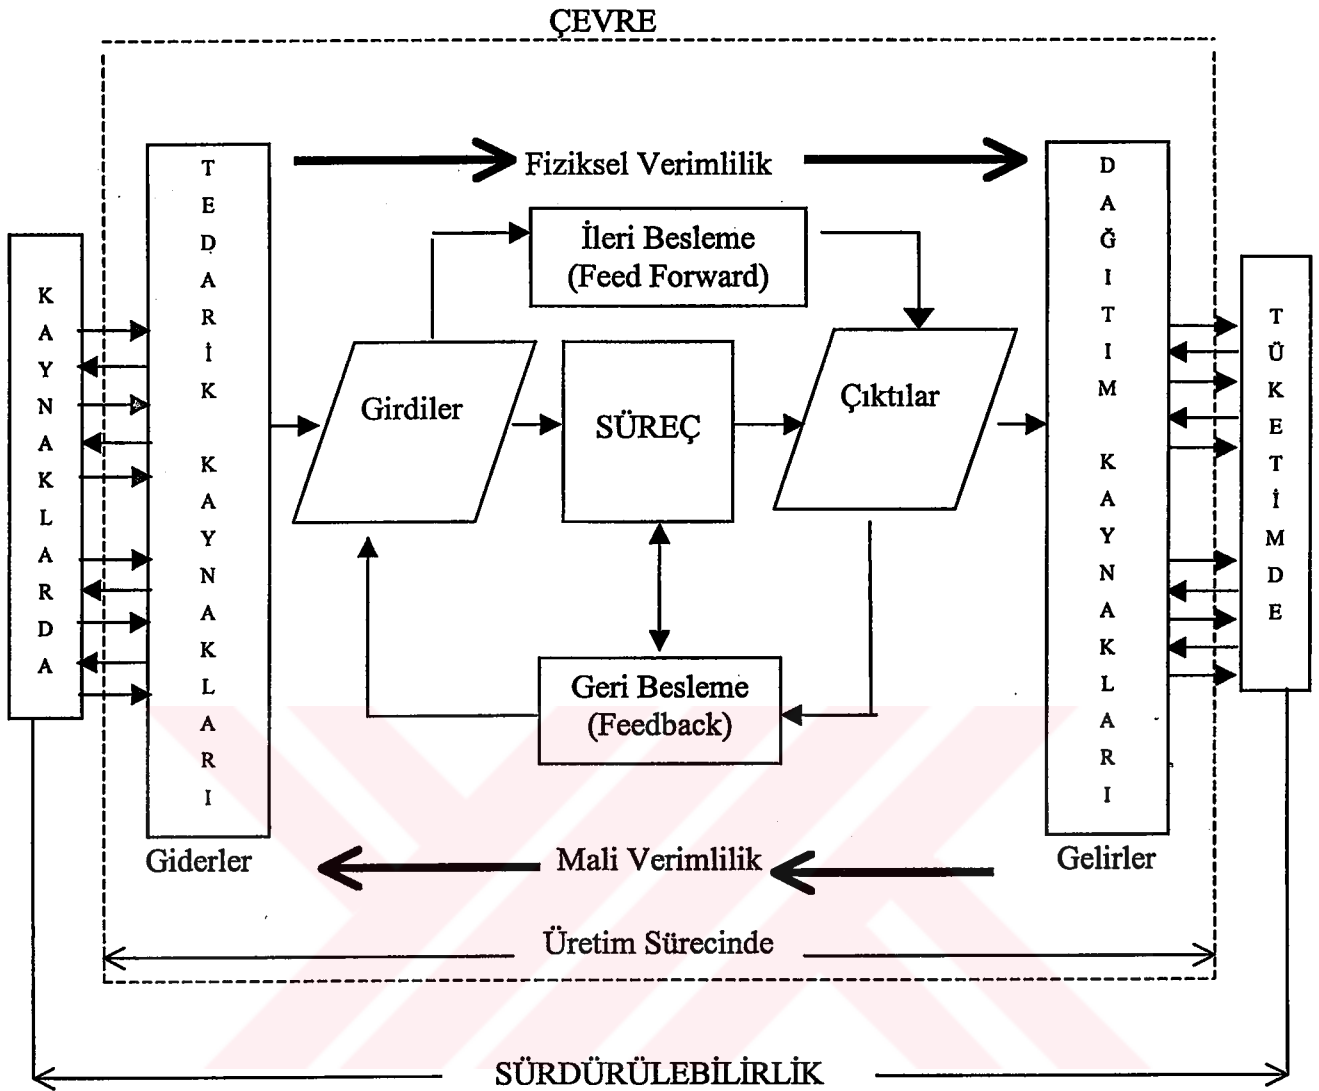 ÇEVRE
Fiziksel Verimlilik
TEDARİK KAYNAKLARI
DAĞITIM KAYNAKLARI
KAYNAKLARDA
TÜKETİMDE
İleri Besleme
(Feed Forward)
Girdiler
SÜREÇ
Çıktılar
Geri Besleme
(Feedback)
Giderler
Mali Verimlilik
Gelirler
Üretim Sürecinde
SÜRDÜRÜLEBİLİRLİK